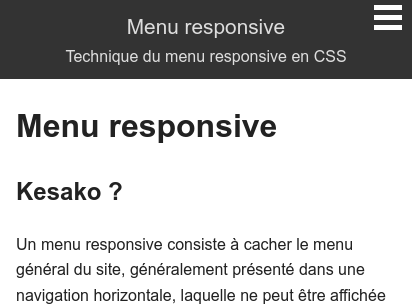 Menu responsive
Technique du menu responsive en CSS
Menu responsive
Kesako ?
Un menu responsive consiste à cacher le menu
général du site, généralement présenté dans une
navigation horizontale, laquelle ne peut être affichée